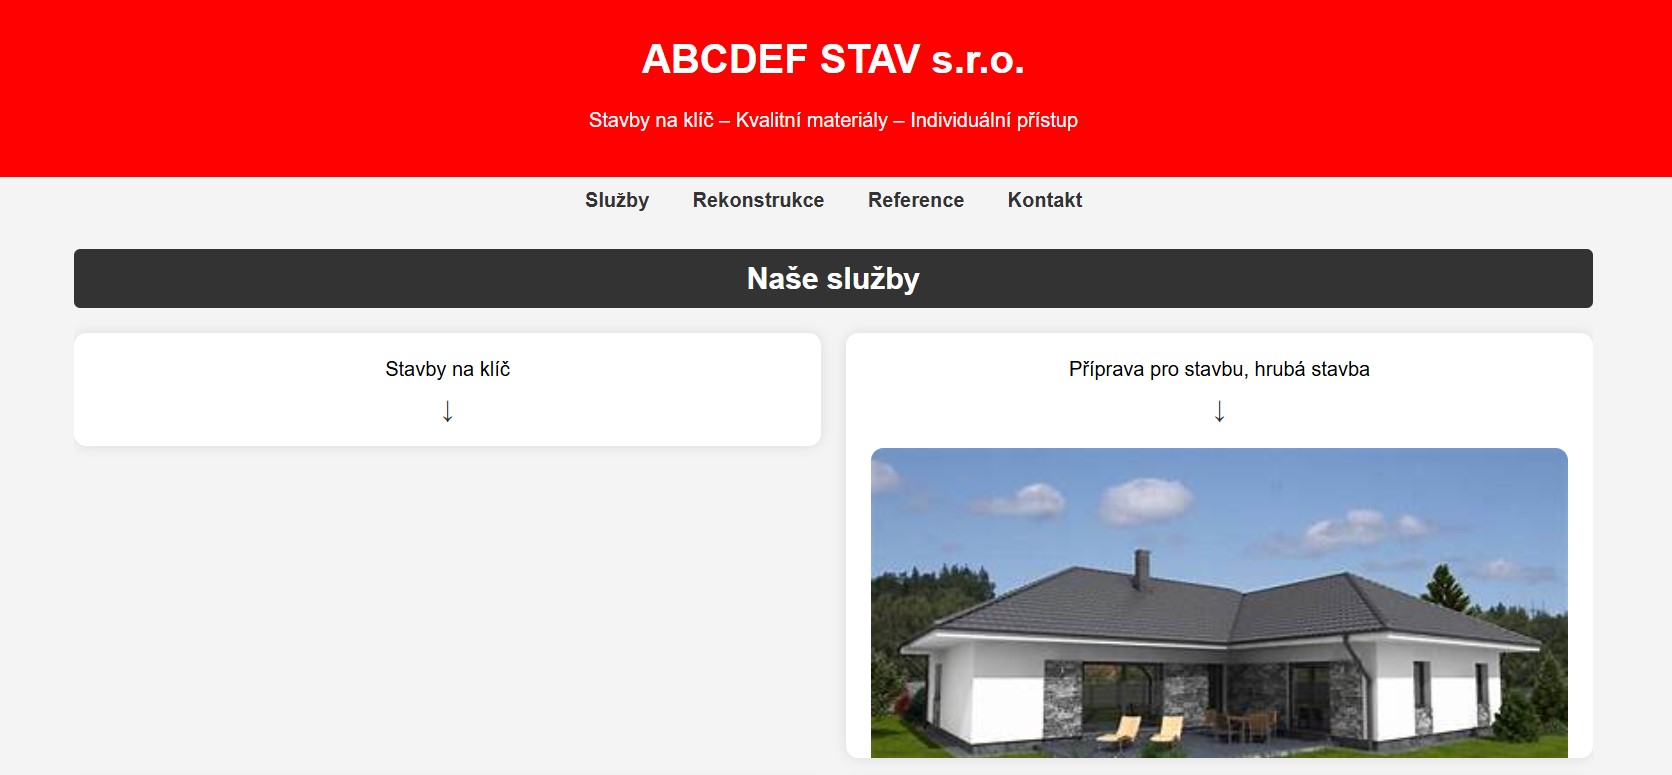 ABCDEF STAV s.r.o.
Stavby na klíč – Kvalitní materiály – Individuální přístup
Služby Rekonstrukce Reference Kontakt
Naše služby
Stavby na klíč
↓
Příprava pro stavbu, hrubá stavba
↓